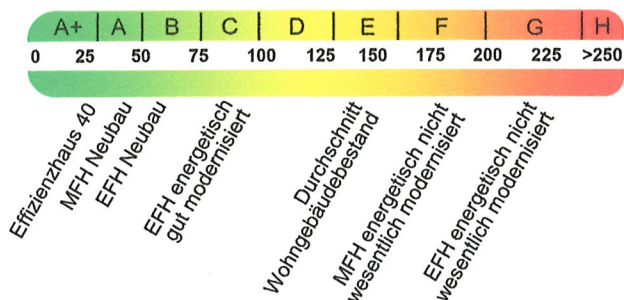 A+ A B C D E F G H
0 25 50 75 100 125 150 175 200 225 >250
Effizienzhaus 40
MFH Neubau
EFH Neubau
EFH energetisch
gut modernisiert
Durchschnitt
Wohngebäudebestand
MFH energetisch nicht
wesentlich modernisiert
EFH energetisch nicht
wesentlich modernisiert